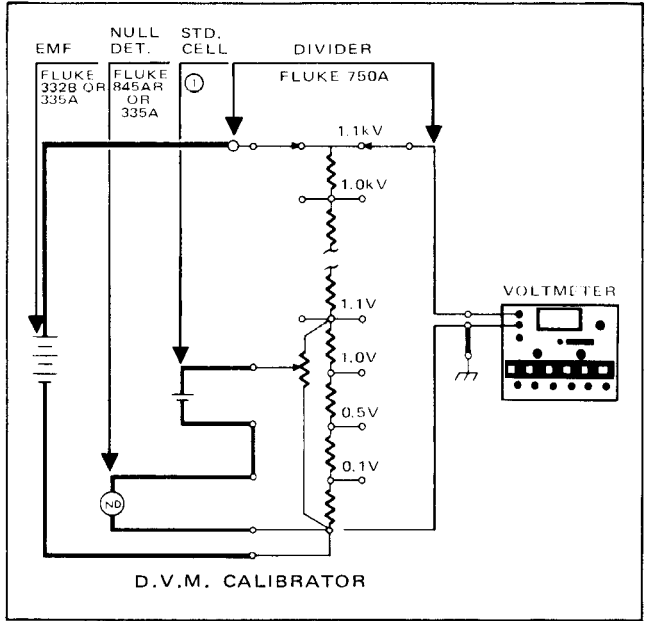 EMF
NULL
DET.
STD.
CELL
DIVIDER
FLUKE
332B OR
335A
FLUKE
845AR
OR
335A
1
FLUKE 750A
1.1kV
1.0kV
1.1V
1.0V
0.5V
0.1V
VOLTMETER
ND
D.V.M. CALIBRATOR